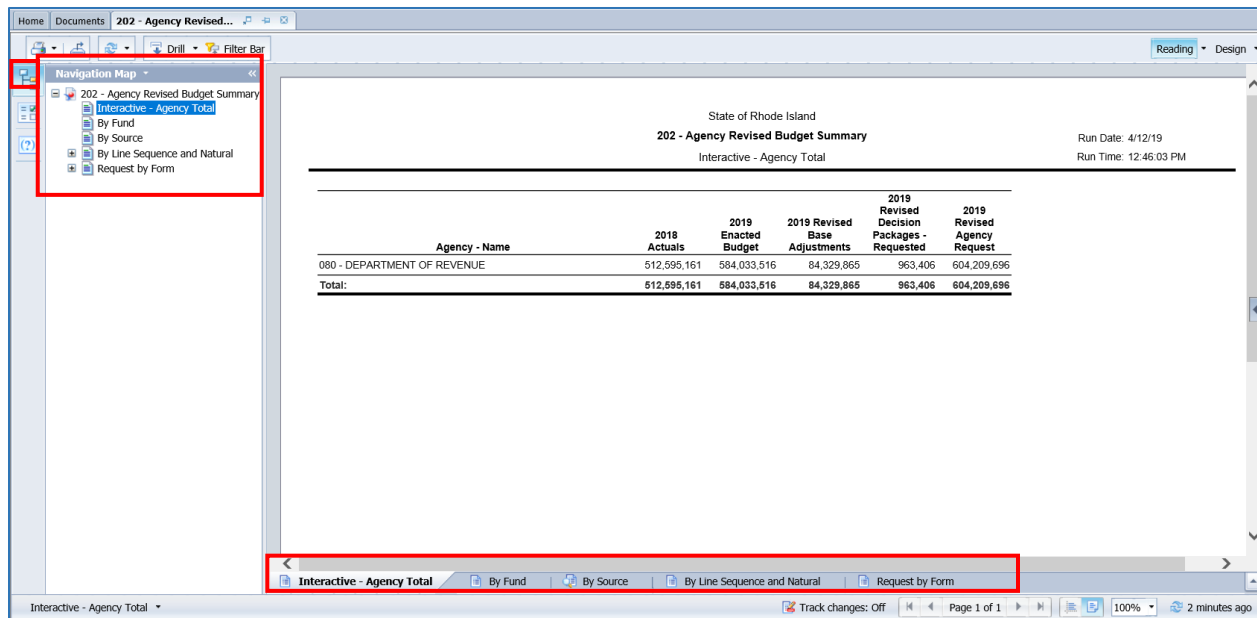 Home Documents 202 - Agency Revised...
Drill Filter Bar
Reading Design
Navigation Map
202 - Agency Revised Budget Summary
Interactive - Agency Total
By Fund
By Source
By Line Sequence and Natural
Request by Form
State of Rhode Island
202 - Agency Revised Budget Summary
Run Date: 4/12/19
Interactive - Agency Total
Run Time: 12:46:03 PM
Agency - Name 2018 Actuals 2019 Enacted Budget 2019 Revised Base Adjustments 2019 Revised Decision Packages - Requested 2019 Revised Agency Request
080 - DEPARTMENT OF REVENUE 512,595,161 584,033,516 84,329,865 963,406 604,209,696
Total: 512,595,161 584,033,516 84,329,865 963,406 604,209,696
Interactive - Agency Total By Fund By Source By Line Sequence and Natural Request by Form
Interactive - Agency Total Track changes: Off Page 1 of 1 100% 2 minutes ago